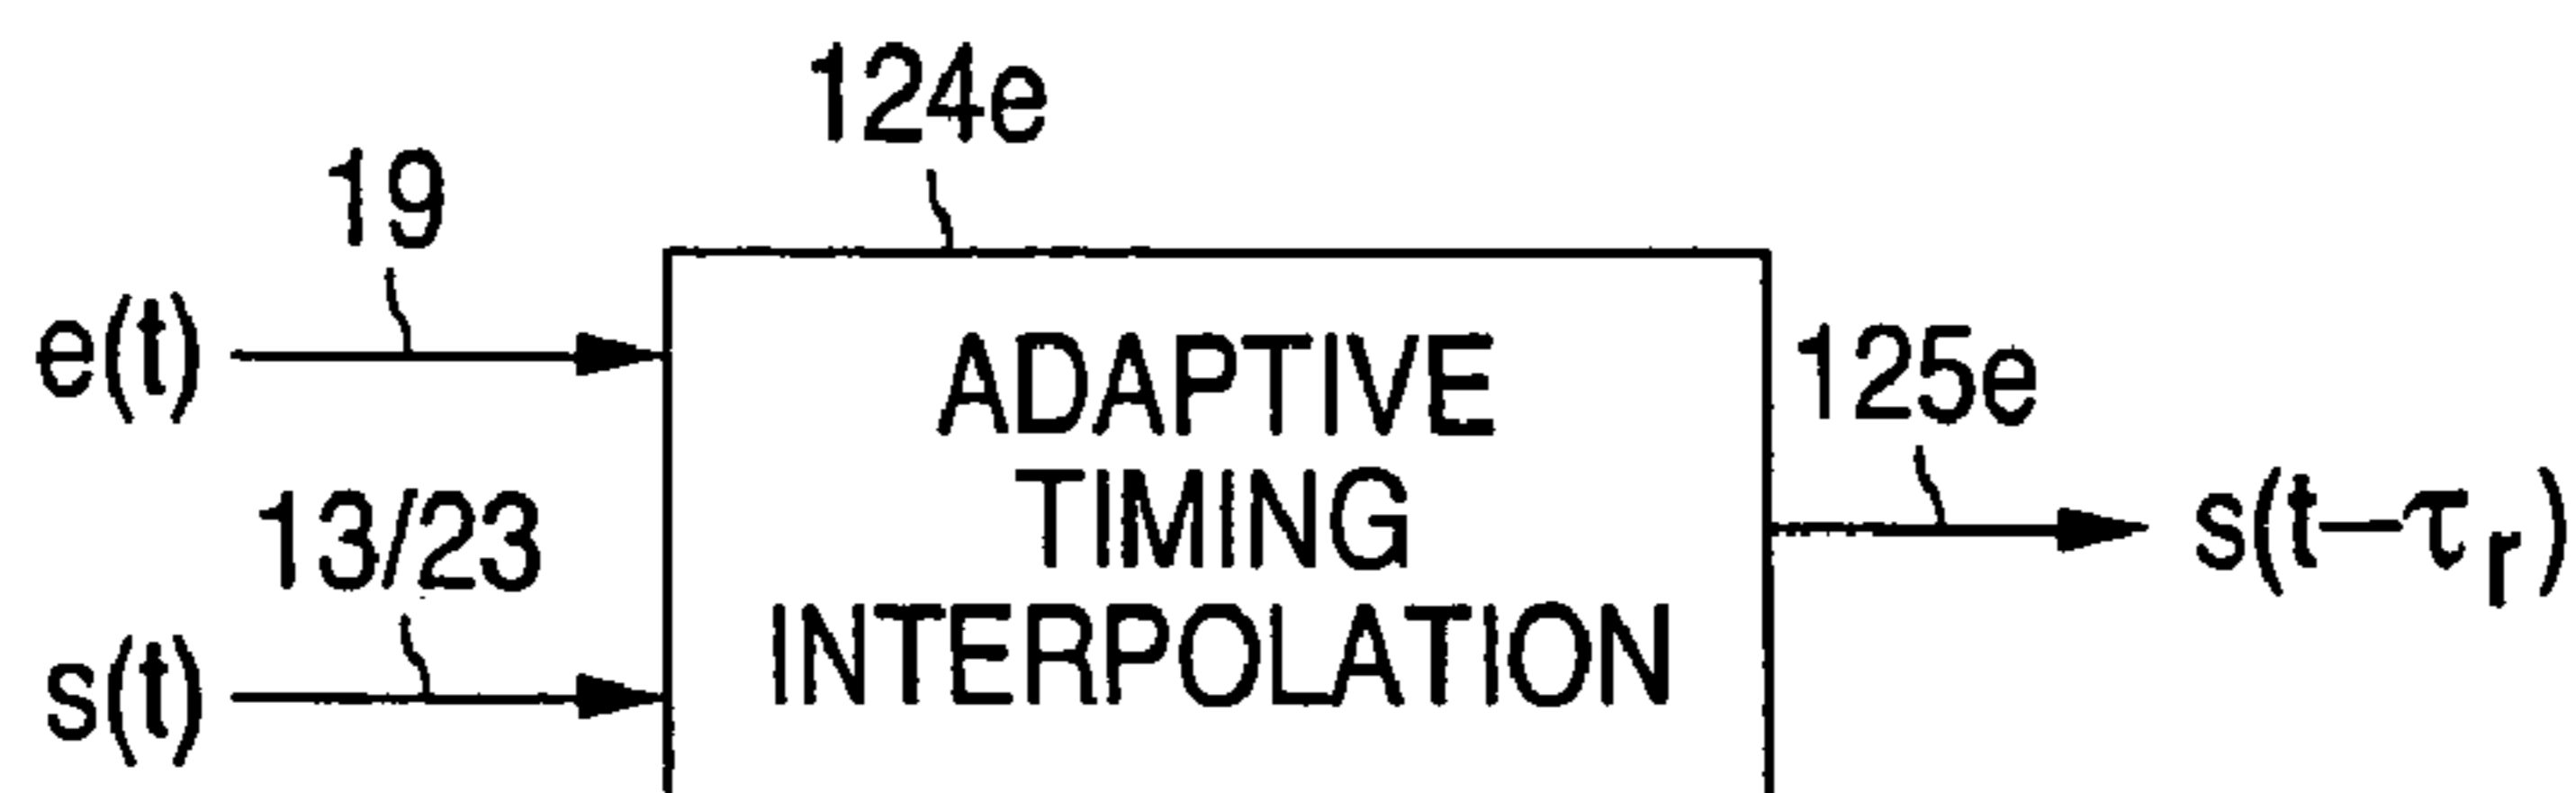 124e
19
e(t)
ADAPTIVE
TIMING
INTERPOLATION
13/23
s(t)
125e
s(t−τr)